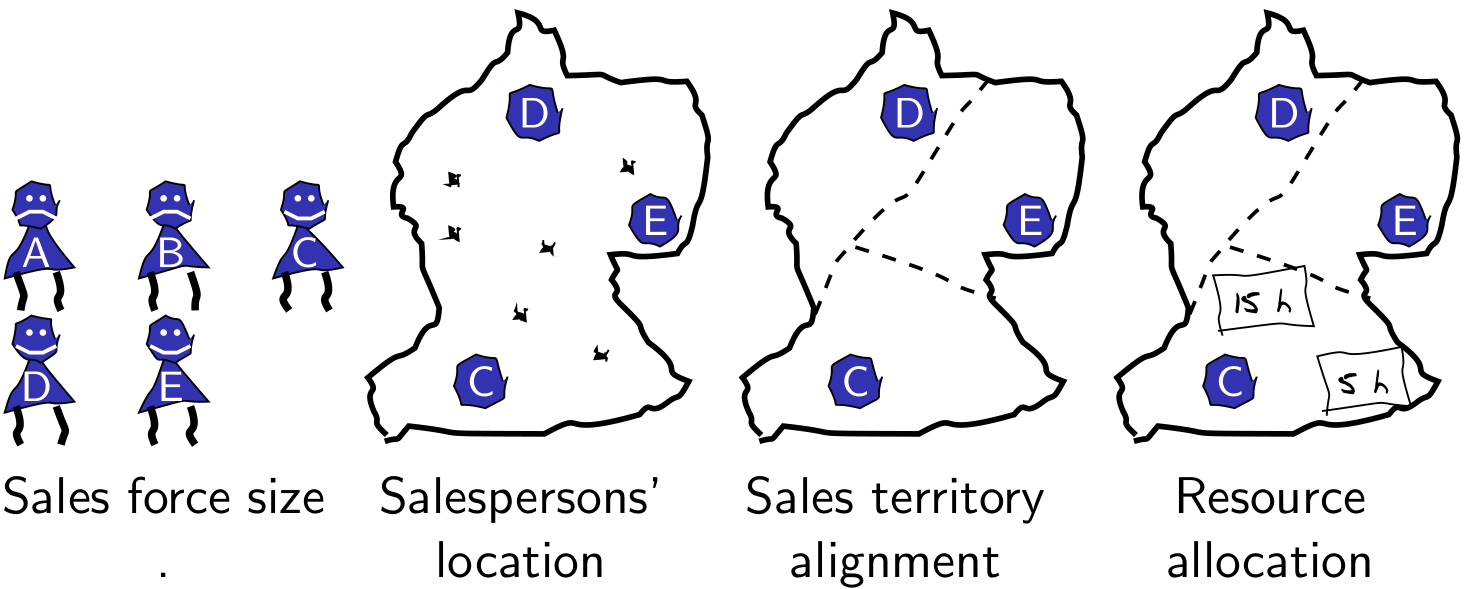 A B C
D E
Sales force size
.
D
E
C
Salespersons'
location
D
E
C
Sales territory
alignment
D
E
15 h
C
5 h
Resource
allocation